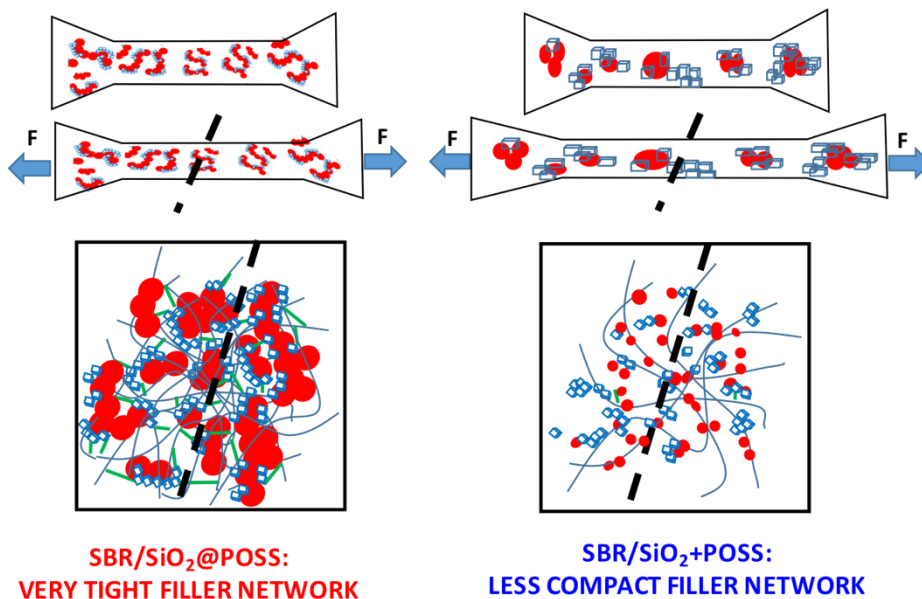 F
F
F
F
SBR/SiO₂@POSS:
VERY TIGHT FILLER NETWORK
SBR/SiO₂+POSS:
LESS COMPACT FILLER NETWORK